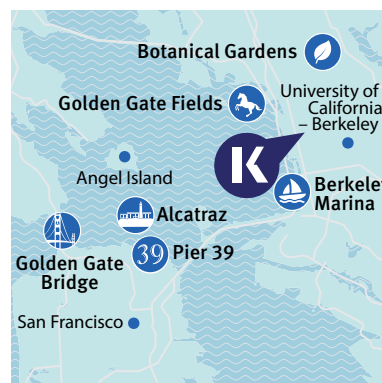 Botanical Gardens
Golden Gate Fields
University of
California
– Berkeley
K
Angel Island
Berkeley
Marina
Alcatraz
39
Pier 39
Golden Gate
Bridge
San Francisco